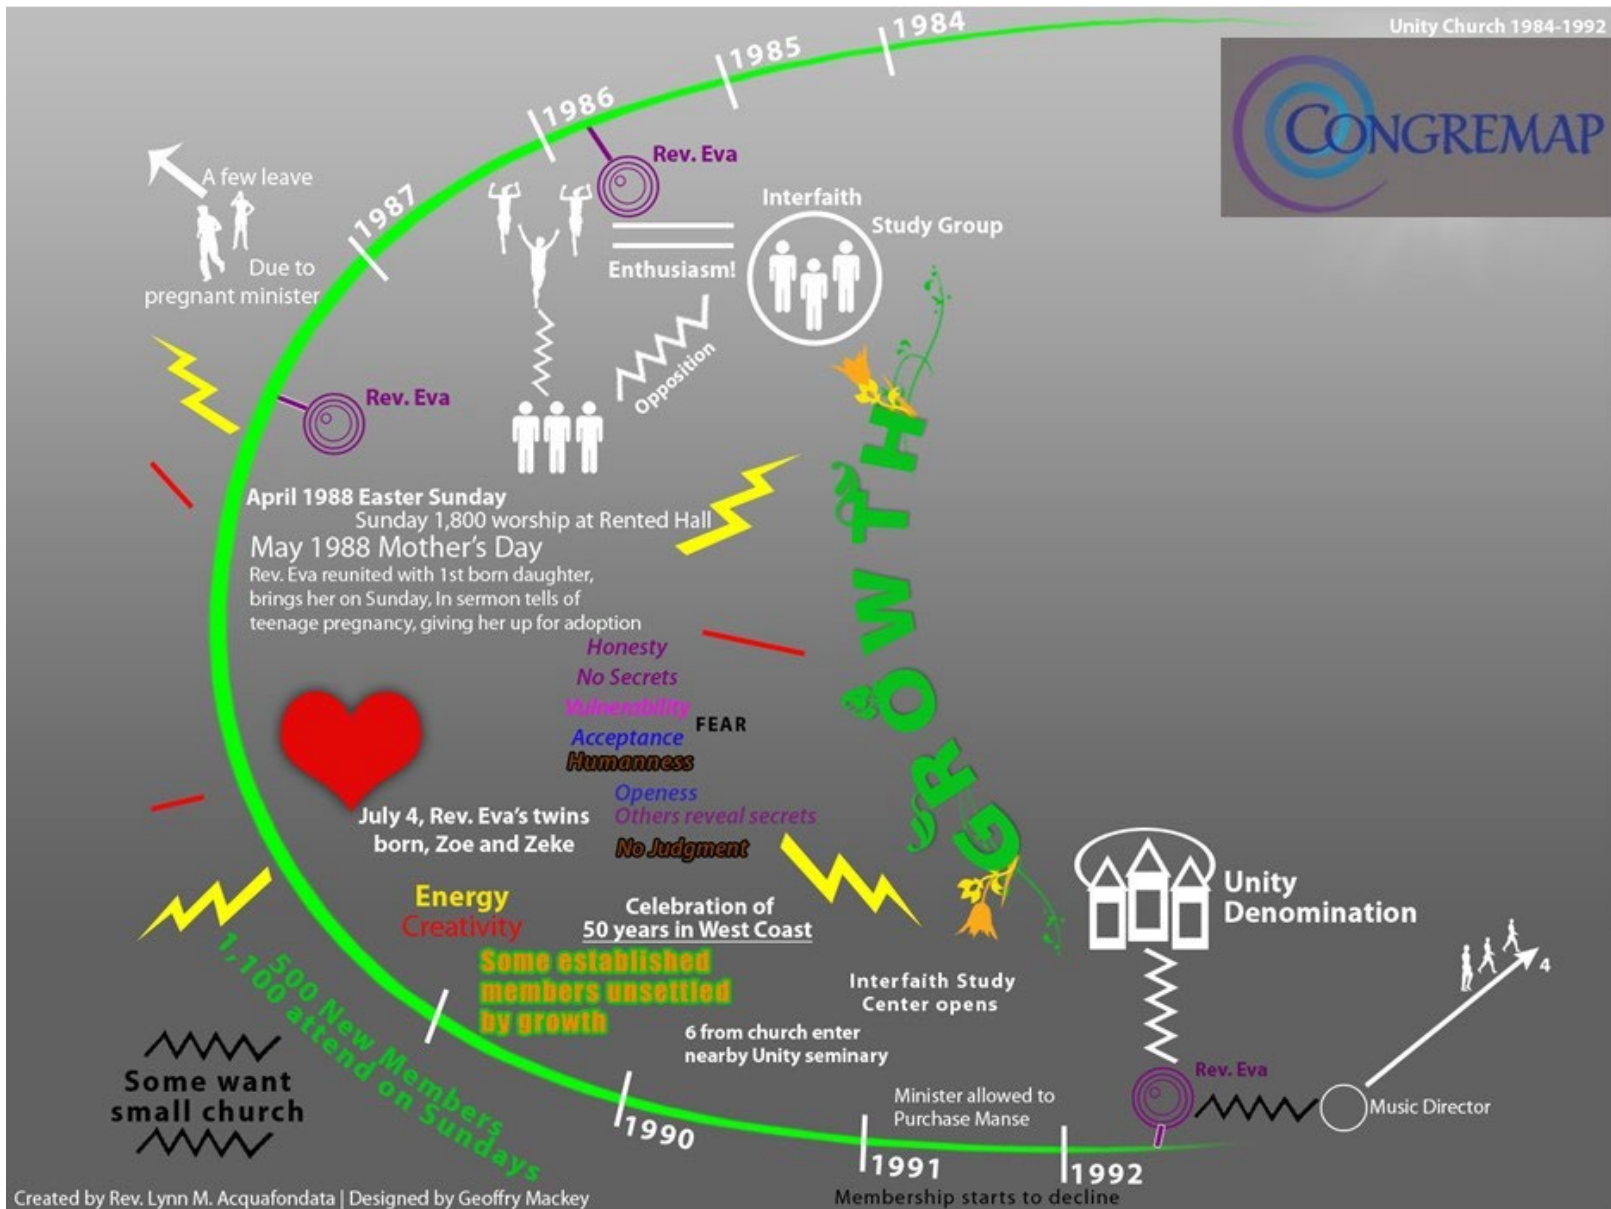 Unity Church 1984-1992
CONGREMAP
1984
1985
1986
Rev. Eva
Interfaith
Study Group
Enthusiasm!
Opposition
1987
A few leave
Due to
pregnant minister
Rev. Eva
April 1988 Easter Sunday
Sunday 1,800 worship at Rented Hall
May 1988 Mother's Day
Rev. Eva reunited with 1st born daughter,
brings her on Sunday, In sermon tells of
teenage pregnancy, giving her up for adoption
Honesty
No Secrets
Vulnerability
FEAR
Acceptance
Humanness
Openess
Others reveal secrets
No Judgment
GROWTH
July 4, Rev. Eva's twins
born, Zoe and Zeke
Energy
Creativity
Celebration of
50 years in West Coast
Some established
members unsettled
by growth
500 New Members
1,100 attend on Sundays
Some want
small church
Interfaith Study
Center opens
6 from church enter
nearby Unity seminary
Unity
Denomination
4
Rev. Eva
Music Director
Minister allowed to
Purchase Manse
1990
1991
1992
Membership starts to decline
Created by Rev. Lynn M. Acquafondata | Designed by Geoffry Mackey